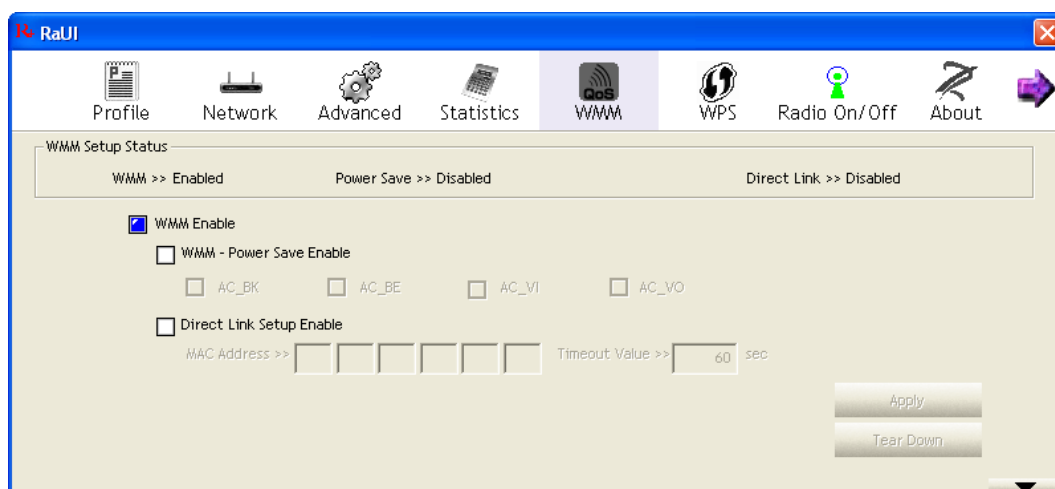 RaUI
QoS
Profile Network Advanced Statistics WMM WPS Radio On/Off About
WMM Setup Status
WMM >> Enabled Power Save >> Disabled Direct Link >> Disabled
WMM Enable
WMM - Power Save Enable
AC_BK AC_BE AC_VI AC_VO
Direct Link Setup Enable
MAC Address >> Timeout Value >> 60 sec
Apply
Tear Down